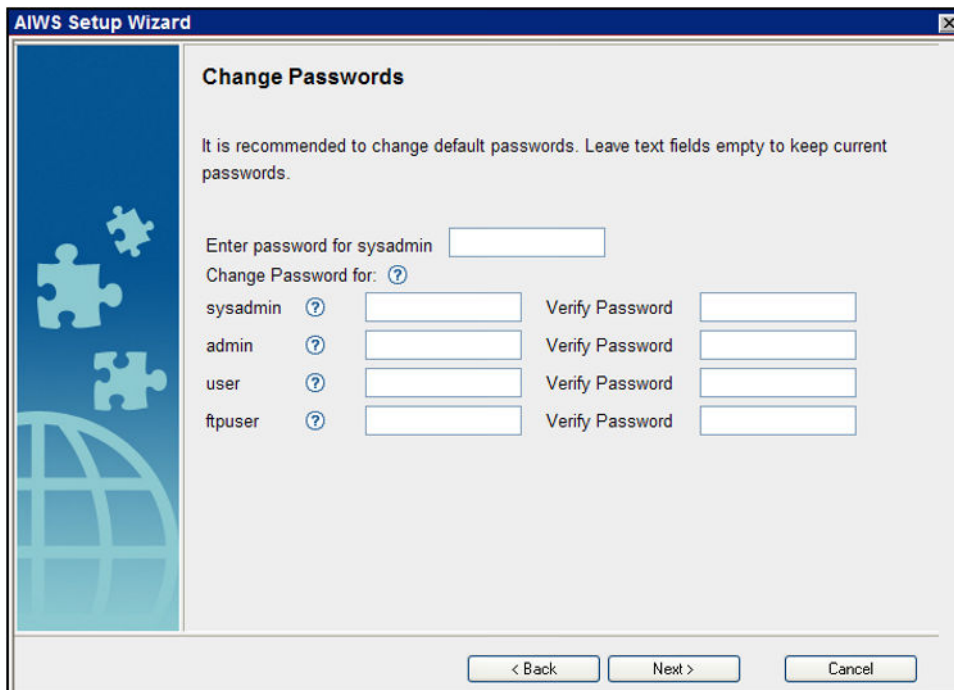 AIWS Setup Wizard
Change Passwords
It is recommended to change default passwords. Leave text fields empty to keep current
passwords.
Enter password for sysadmin
Change Password for: ?
sysadmin ? Verify Password
admin ? Verify Password
user ? Verify Password
ftpuser ? Verify Password
< Back Next > Cancel